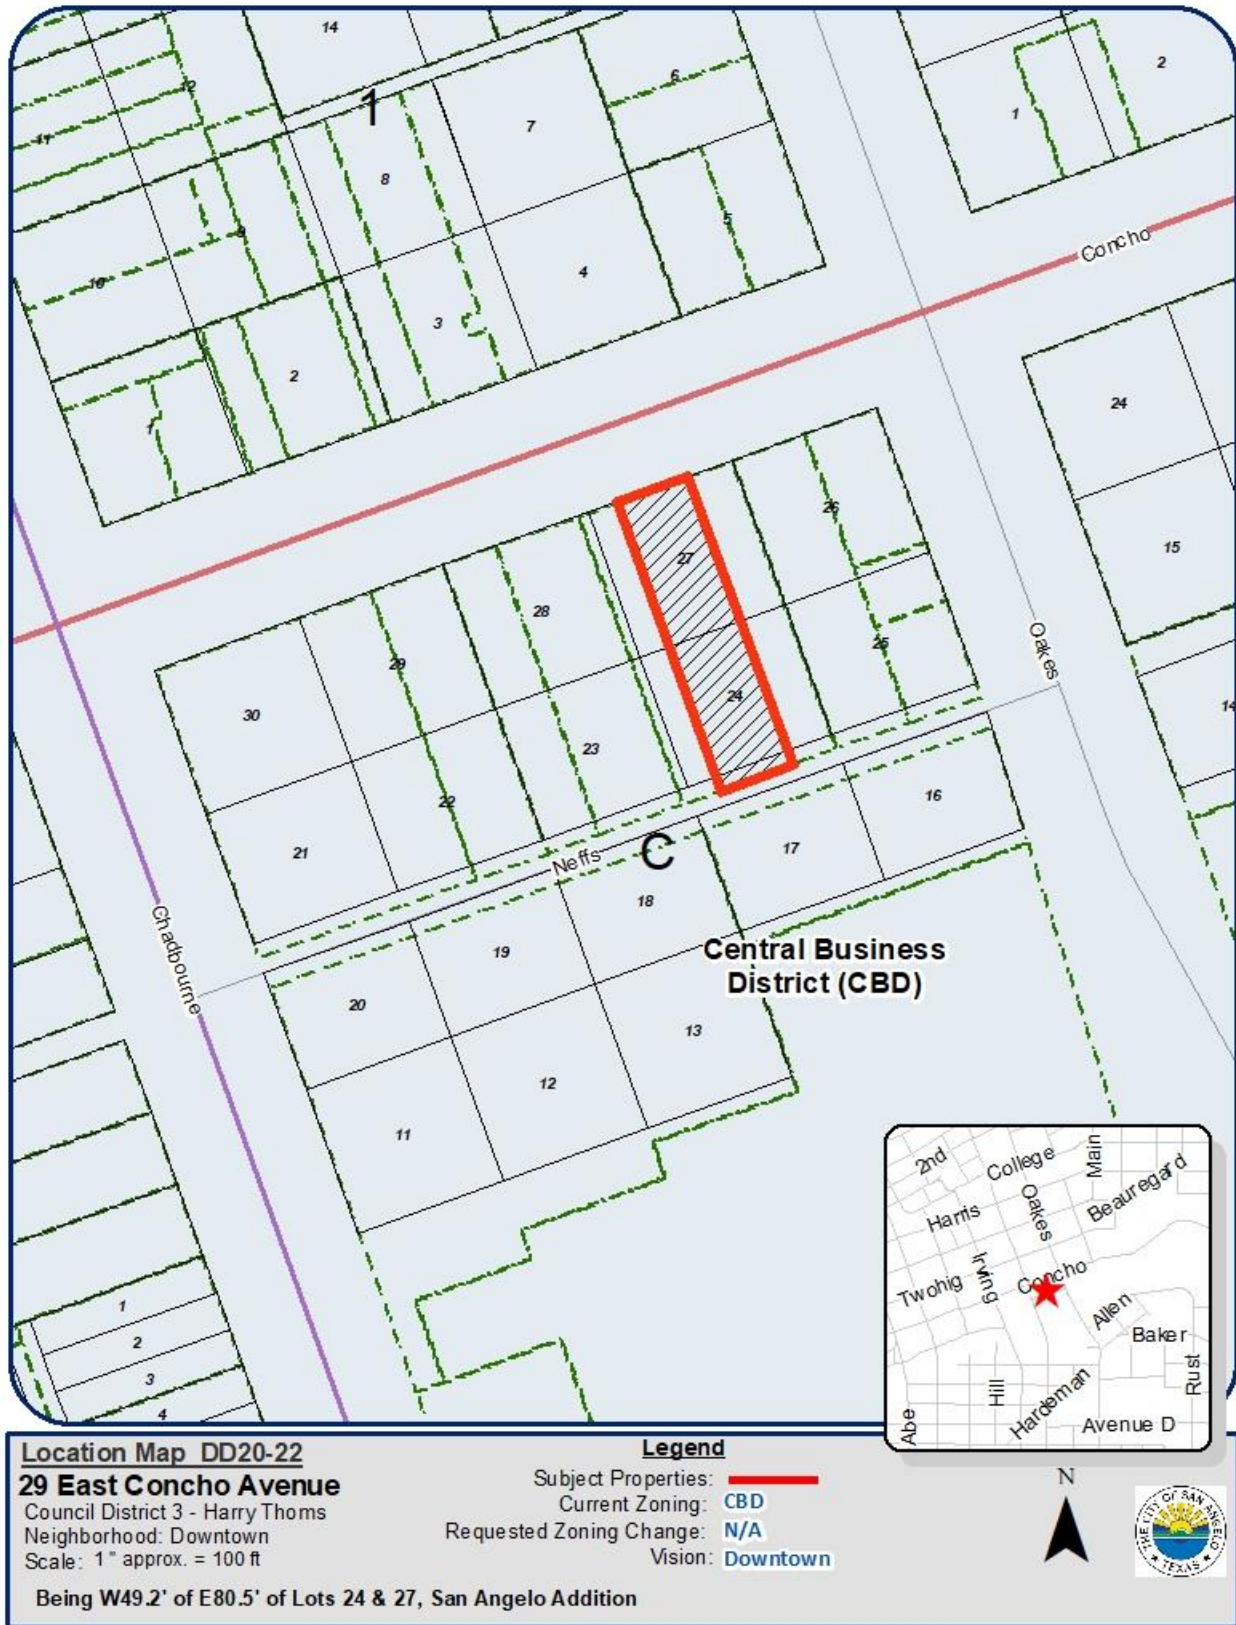 14
12
11
1
8
7
6
2
1
5
9
10
4
3
2
1
Concho
24
15
14
26
27
28
25
29
24
30
23
22
21
16
17
Oakes
Neffs
C
18
19
20
Chadbourne
Central Business
District (CBD)
13
12
11
1
2
3
4
2nd
College
Main
Oakes
Beauregard
Harris
Irving
Twohig
Concho
Allen
Baker
Rust
Hill
Hardeman
Abe
Avenue D
Location Map DD20-22
29 East Concho Avenue
Council District 3 - Harry Thoms
Neighborhood: Downtown
Scale: 1 " approx. = 100 ft
Being W49.2' of E80.5' of Lots 24 & 27, San Angelo Addition
Legend
Subject Properties:
Current Zoning: CBD
Requested Zoning Change: N/A
Vision: Downtown
N
THE CITY OF SAN ANGELO
TEXAS